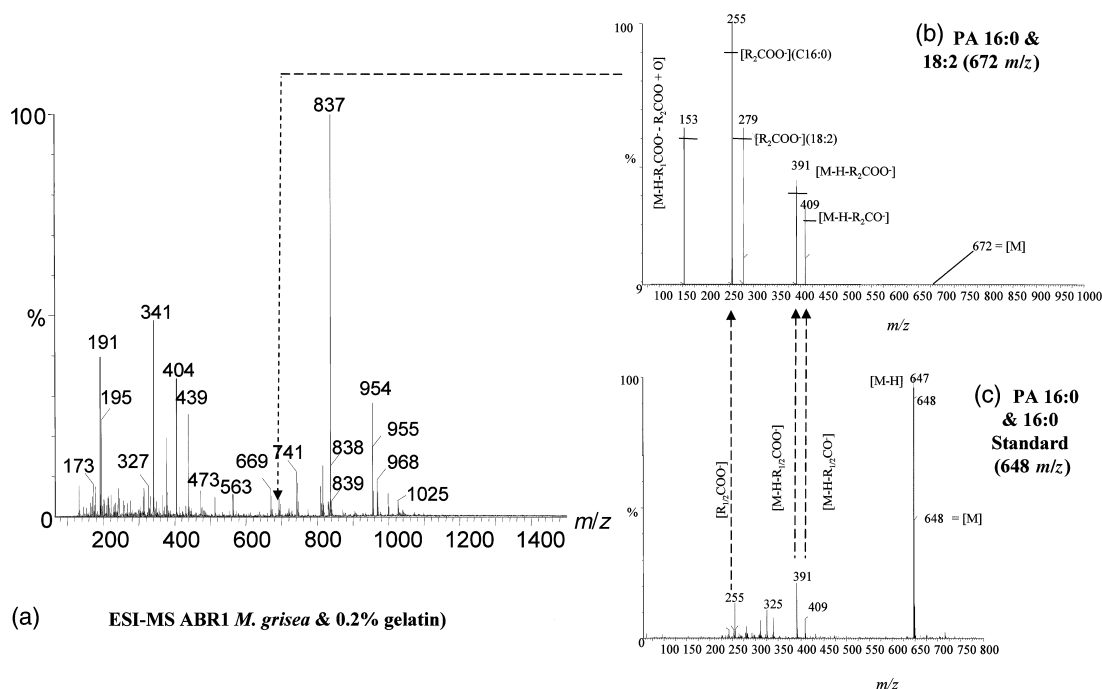 100
%
0
837
341
191
404
195
439
954
955
838
968
741
669
839
173
327
473
563
1025
200 400 600 800 1000 1200 1400
m/z
(a) ESI-MS ABR1 M. grisea & 0.2% gelatin)
(b) PA 16:0 &
18:2 (672 m/z)
100
%
9
[M-H-R₁COO⁻- R₂COO + O]
255
[R₂COO⁻](C16:0)
153
279
[R₂COO⁻](18:2)
391
[M-H-R₂COO⁻]
409
[M-H-R₂CO⁻]
672 = [M]
100 150 200 250 300 350 400 450 500 550 600 650 700 750 800 850 900 950 1000
m/z
(c) PA 16:0
& 16:0
Standard
(648 m/z)
100
%
0
[M-H] 647
648
648 = [M]
[R₁/₂COO⁻]
[M-H-R₁/₂COO⁻]
[M-H-R₁/₂CO⁻]
255
325
391
409
100 150 200 250 300 350 400 450 500 550 600 650 700 750 800
m/z